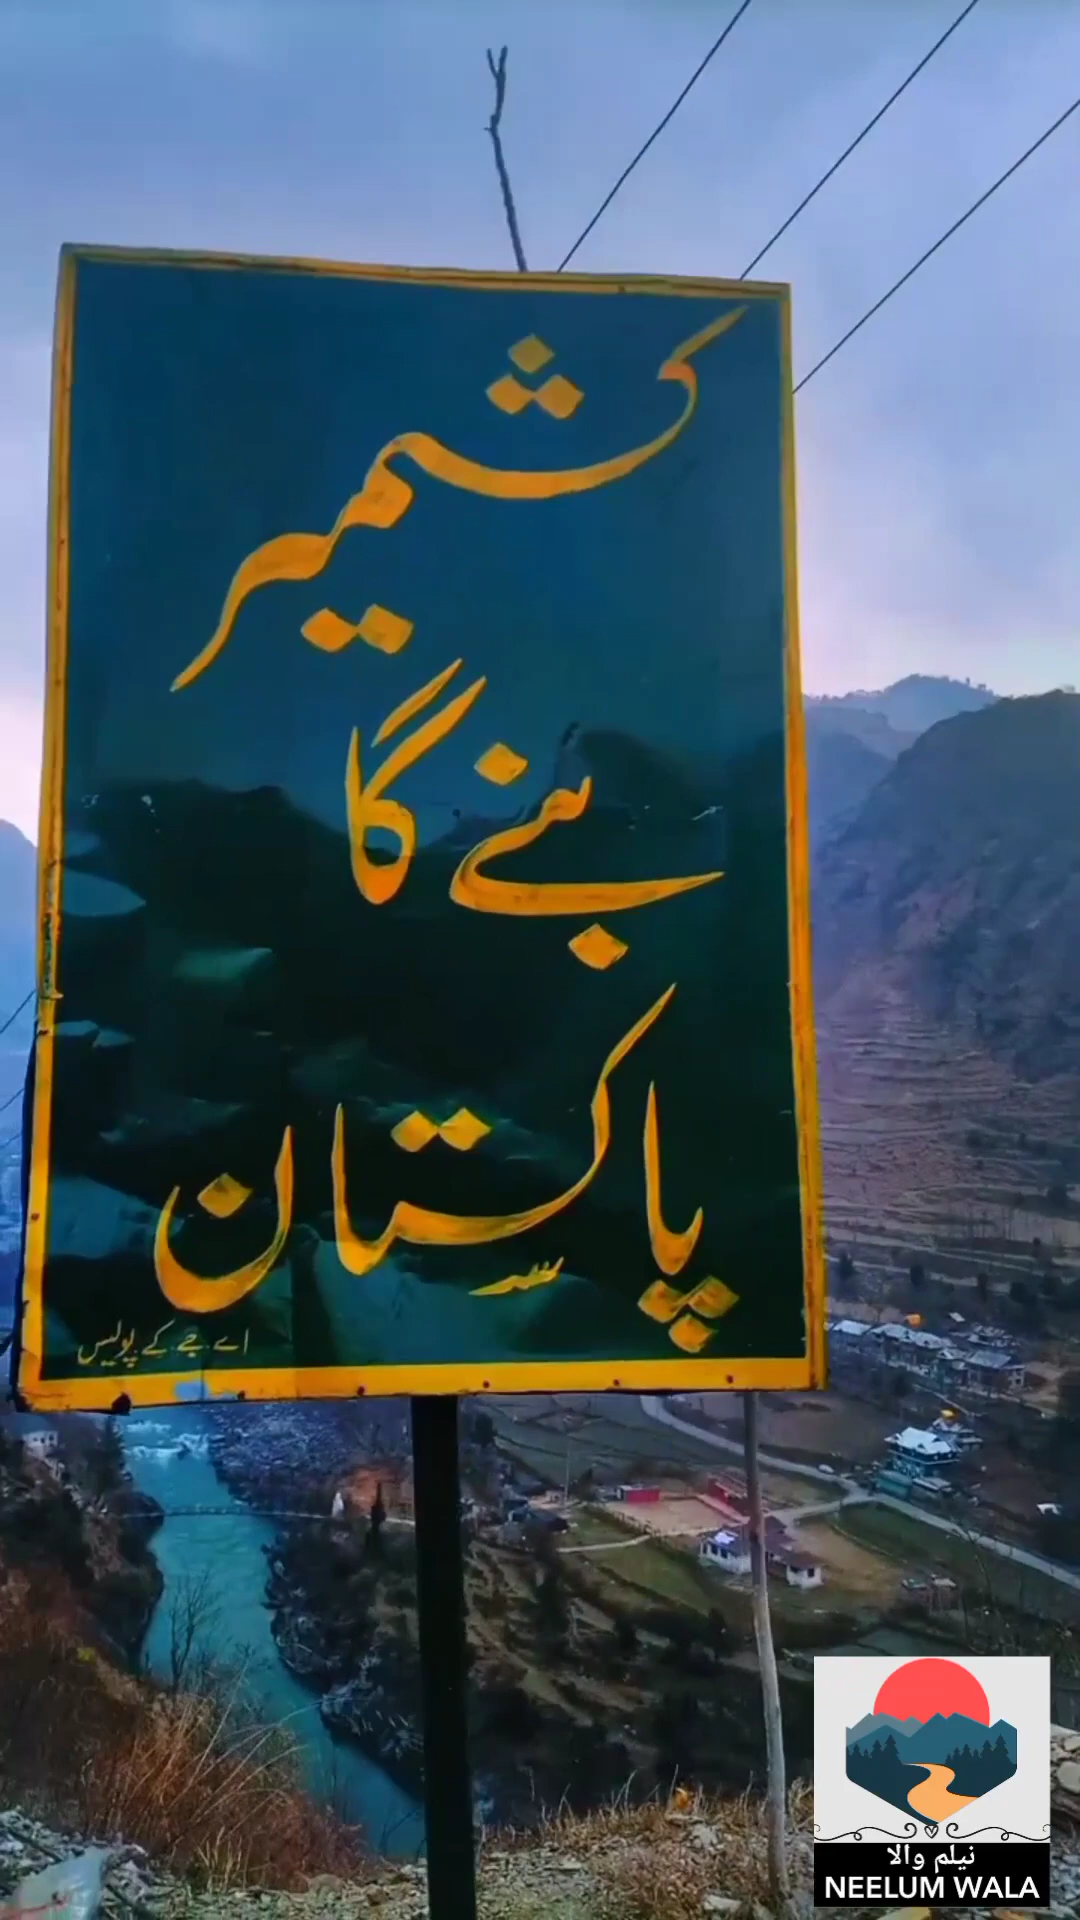 کشمیر
بنے گا
پاکستان
اے جے کے پولیس
نیلم والا
NEELUM WALA